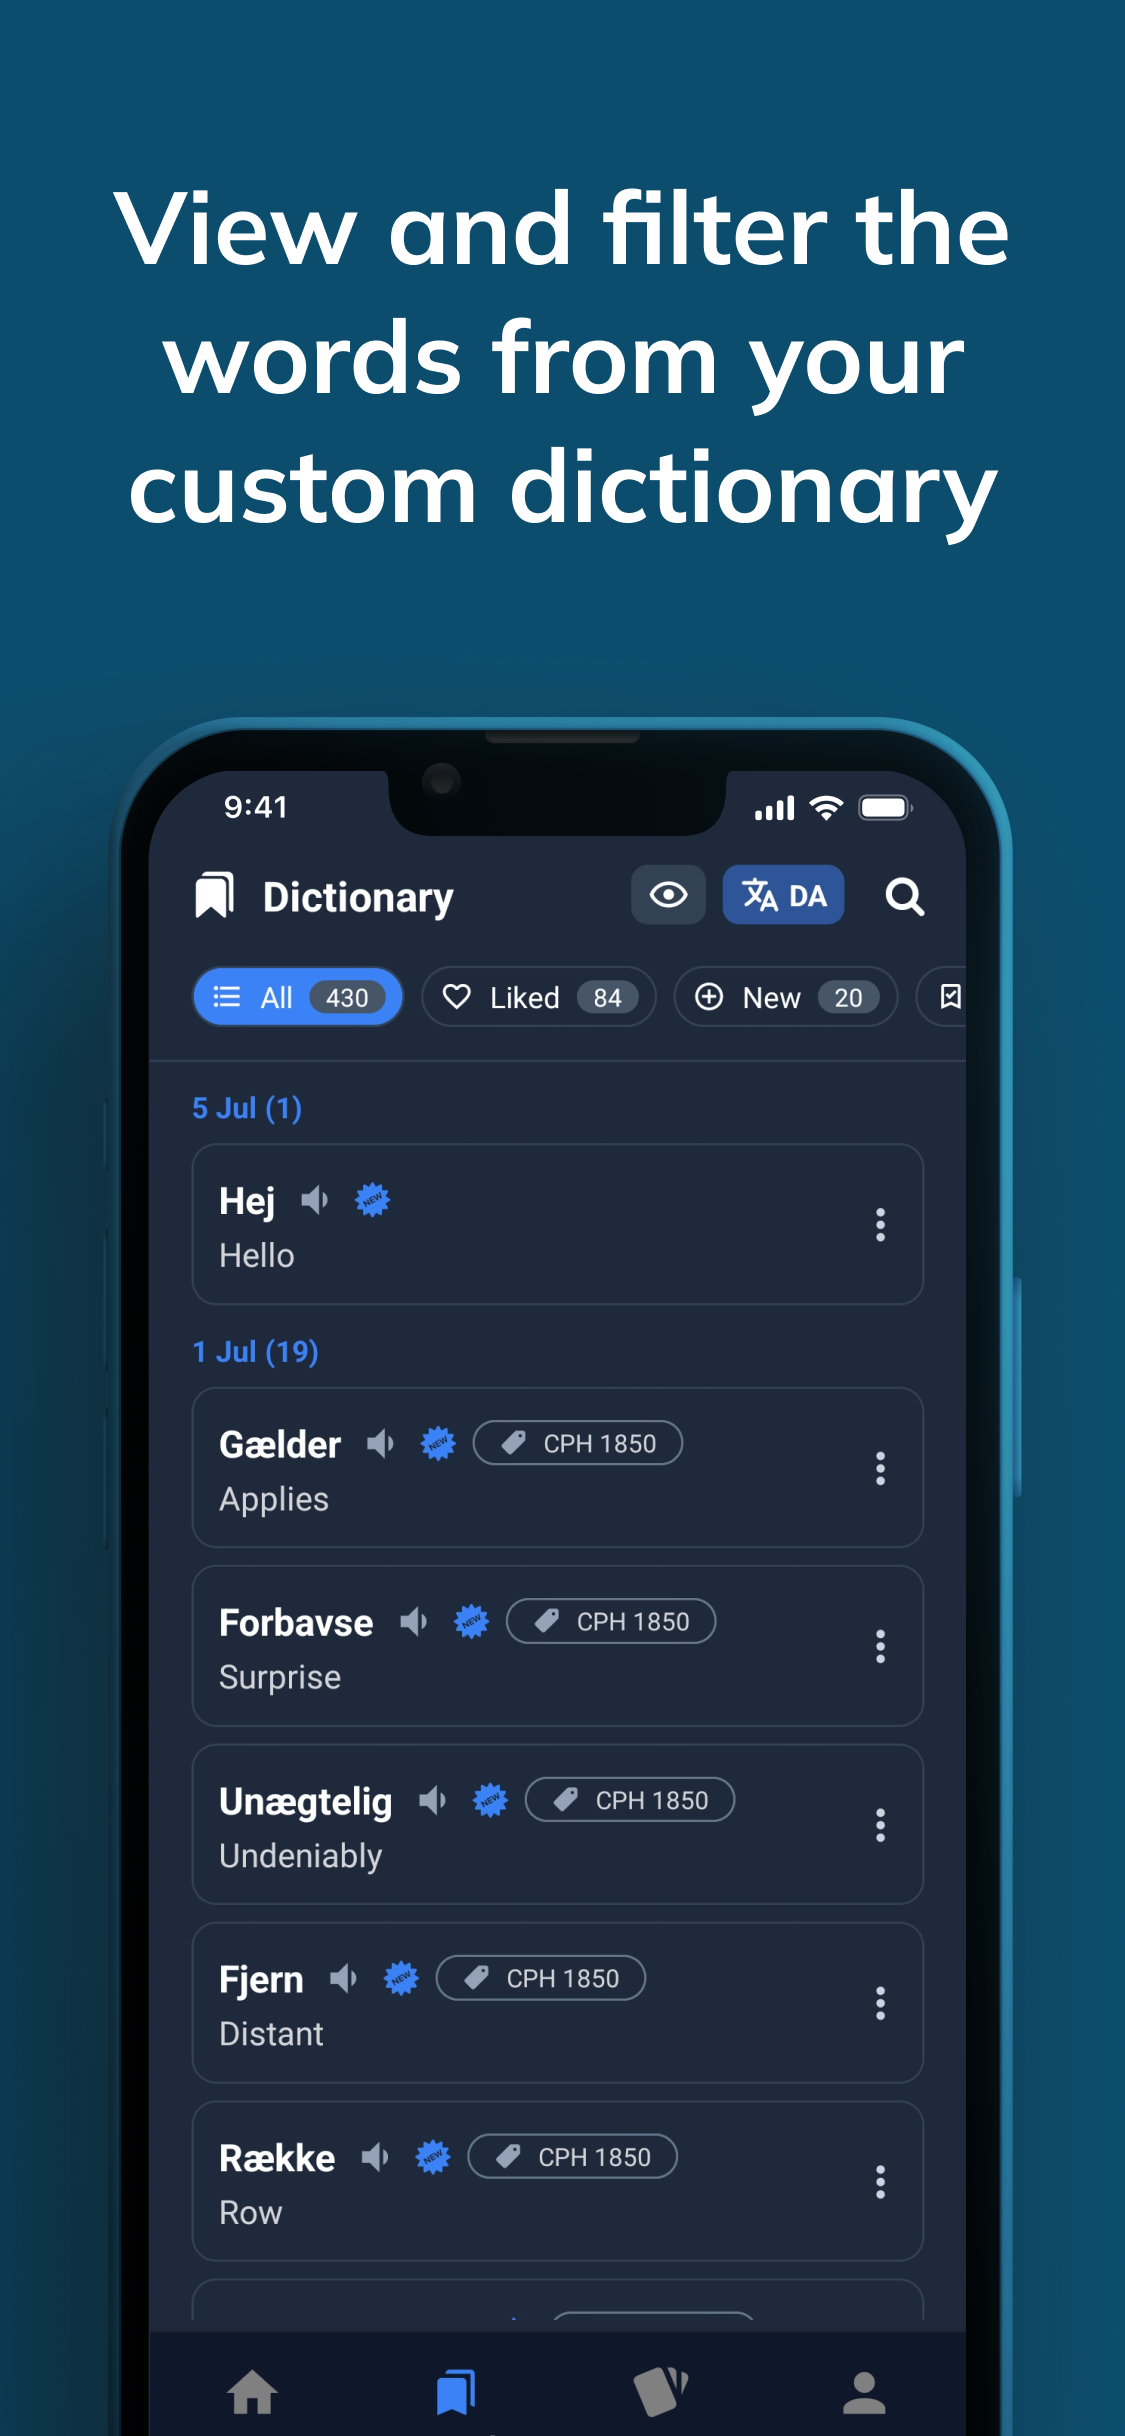 View and filter the
words from your
custom dictionary
9:41
Dictionary
DA
All 430
Liked 84
New 20
5 Jul (1)
Hej NEW
Hello
1 Jul (19)
Gælder NEW CPH 1850
Applies
Forbavse NEW CPH 1850
Surprise
Unægtelig NEW CPH 1850
Undeniably
Fjern NEW CPH 1850
Distant
Række NEW CPH 1850
Row